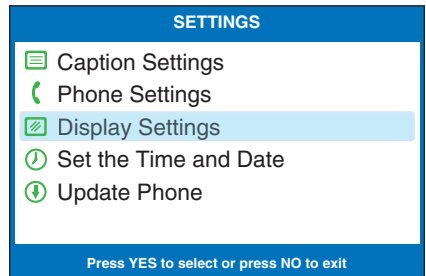 SETTINGS
Caption Settings
Phone Settings
Display Settings
Set the Time and Date
Update Phone
Press YES to select or press NO to exit